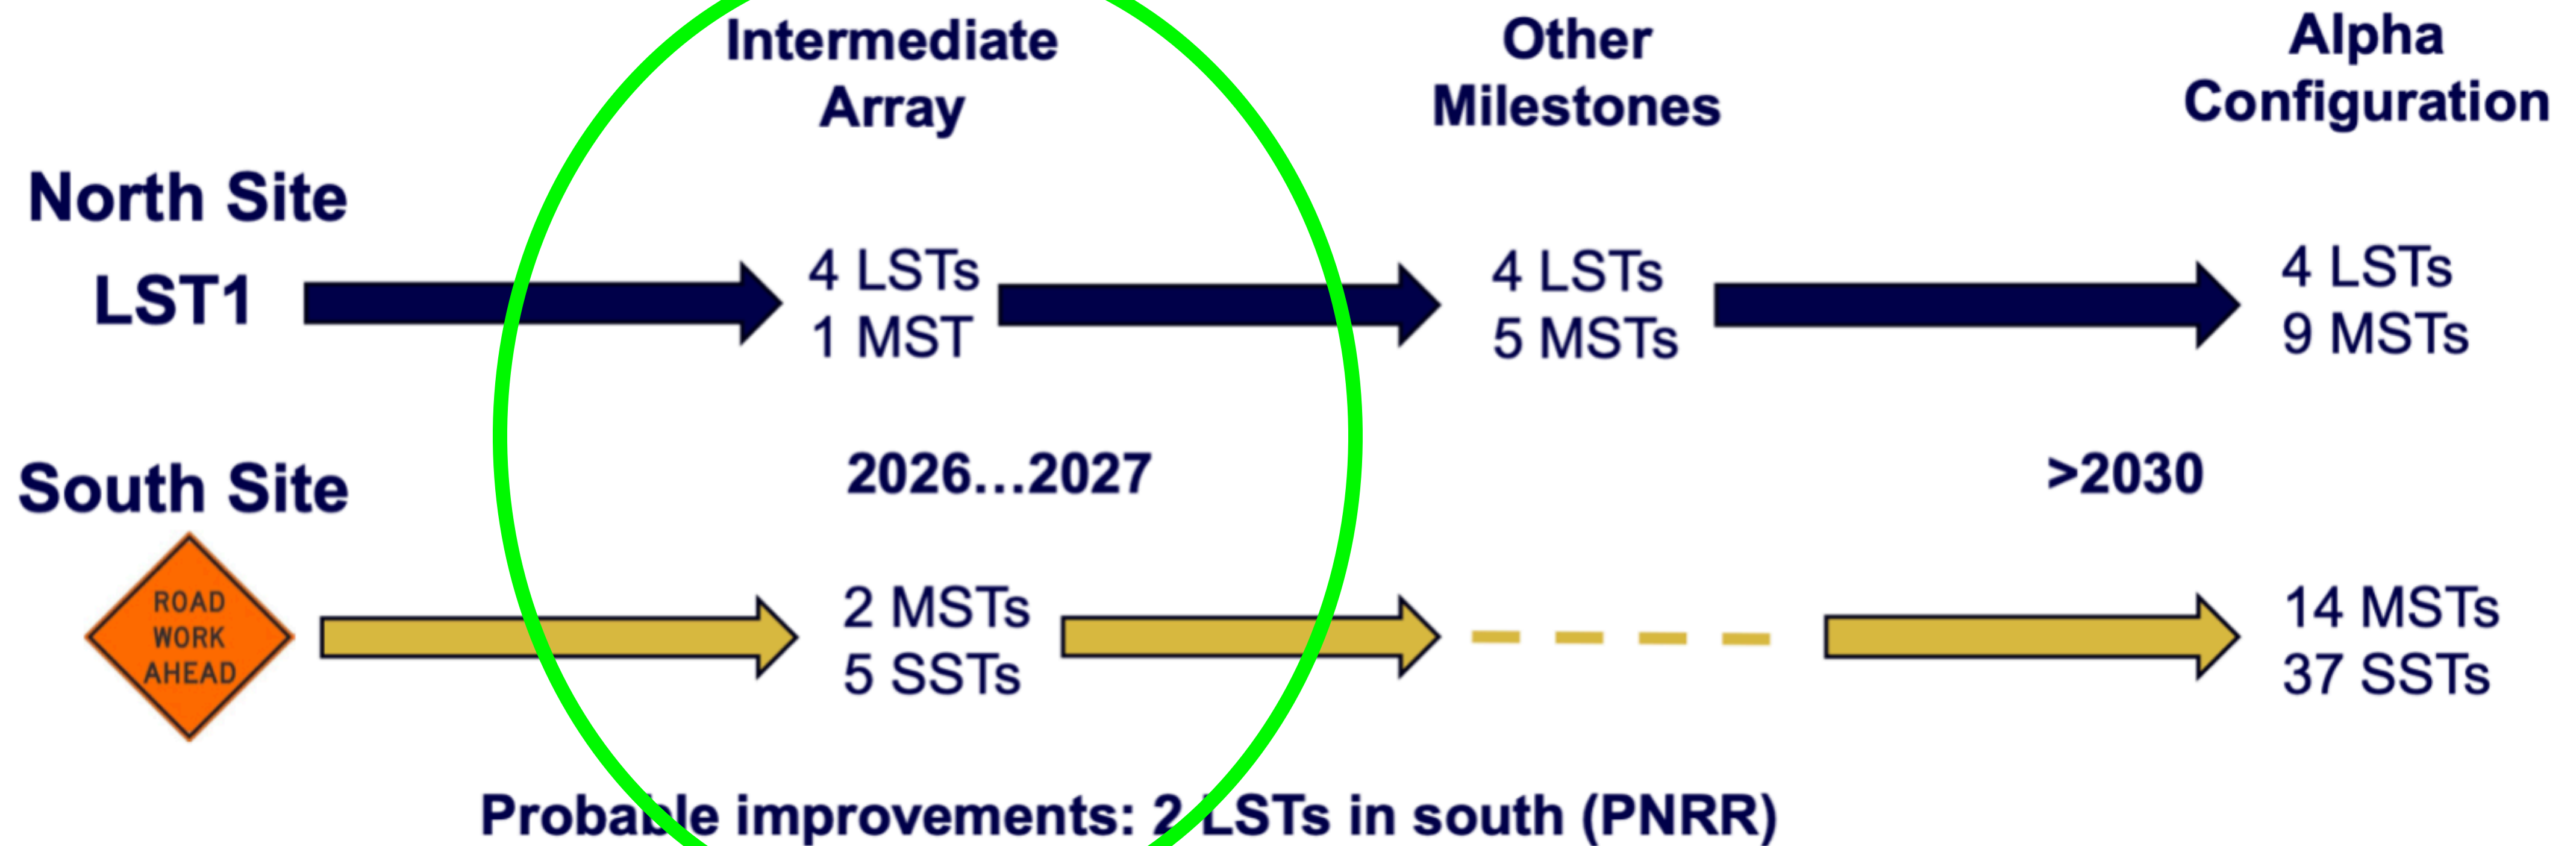 Intermediate
Array
Other
Milestones
Alpha
Configuration
North Site
LST1
4 LSTs
1 MST
4 LSTs
5 MSTs
4 LSTs
9 MSTs
2026...2027
>2030
South Site
ROAD
WORK
AHEAD
2 MSTs
5 SSTs
14 MSTs
37 SSTs
Probable improvements: 2 LSTs in south (PNRR)